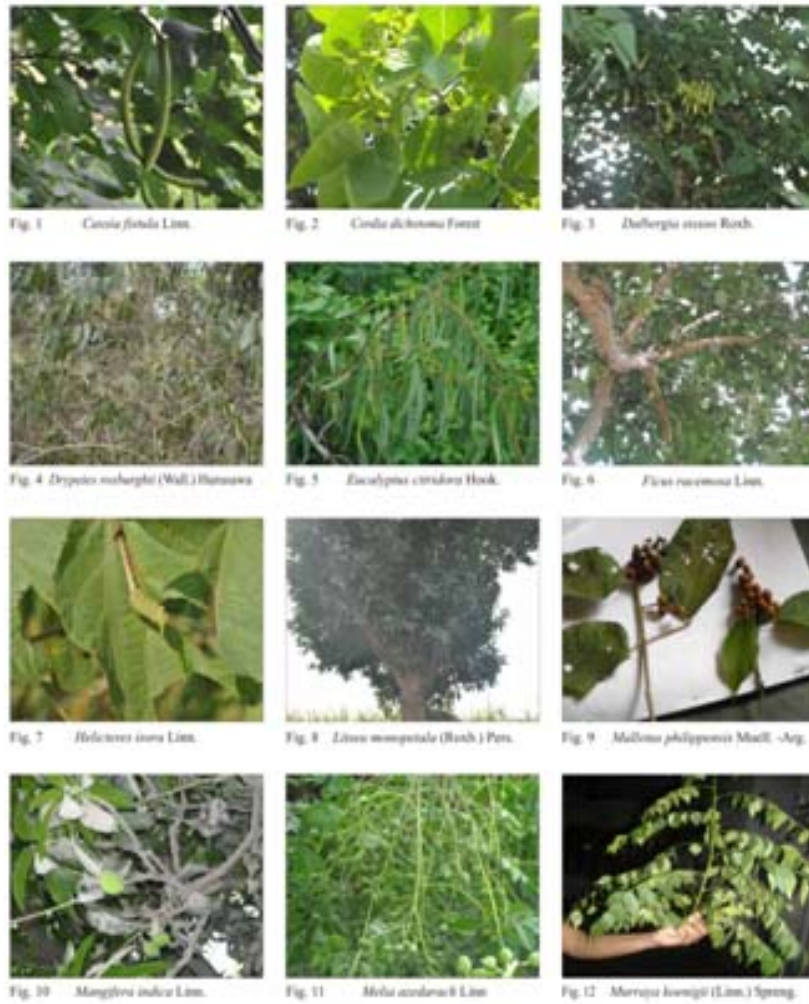 Fig. 1 Cassia fistula Linn.
Fig. 2 Cordia dichotoma Forest
Fig. 3 Dalbergia sissoo Roxb.
Fig. 4 Drypetes roxburghii (Wall.) Hurusawa
Fig. 5 Eucalyptus citridora Hook.
Fig. 6 Ficus racemosa Linn.
Fig. 7 Helicteres isora Linn.
Fig. 8 Litsea monopetala (Roxb.) Pers.
Fig. 9 Mallotus philippensis Muell. -Arg.
Fig. 10 Mangifera indica Linn.
Fig. 11 Melia azedarach Linn
Fig. 12 Murraya koenigii (Linn.) Spreng.